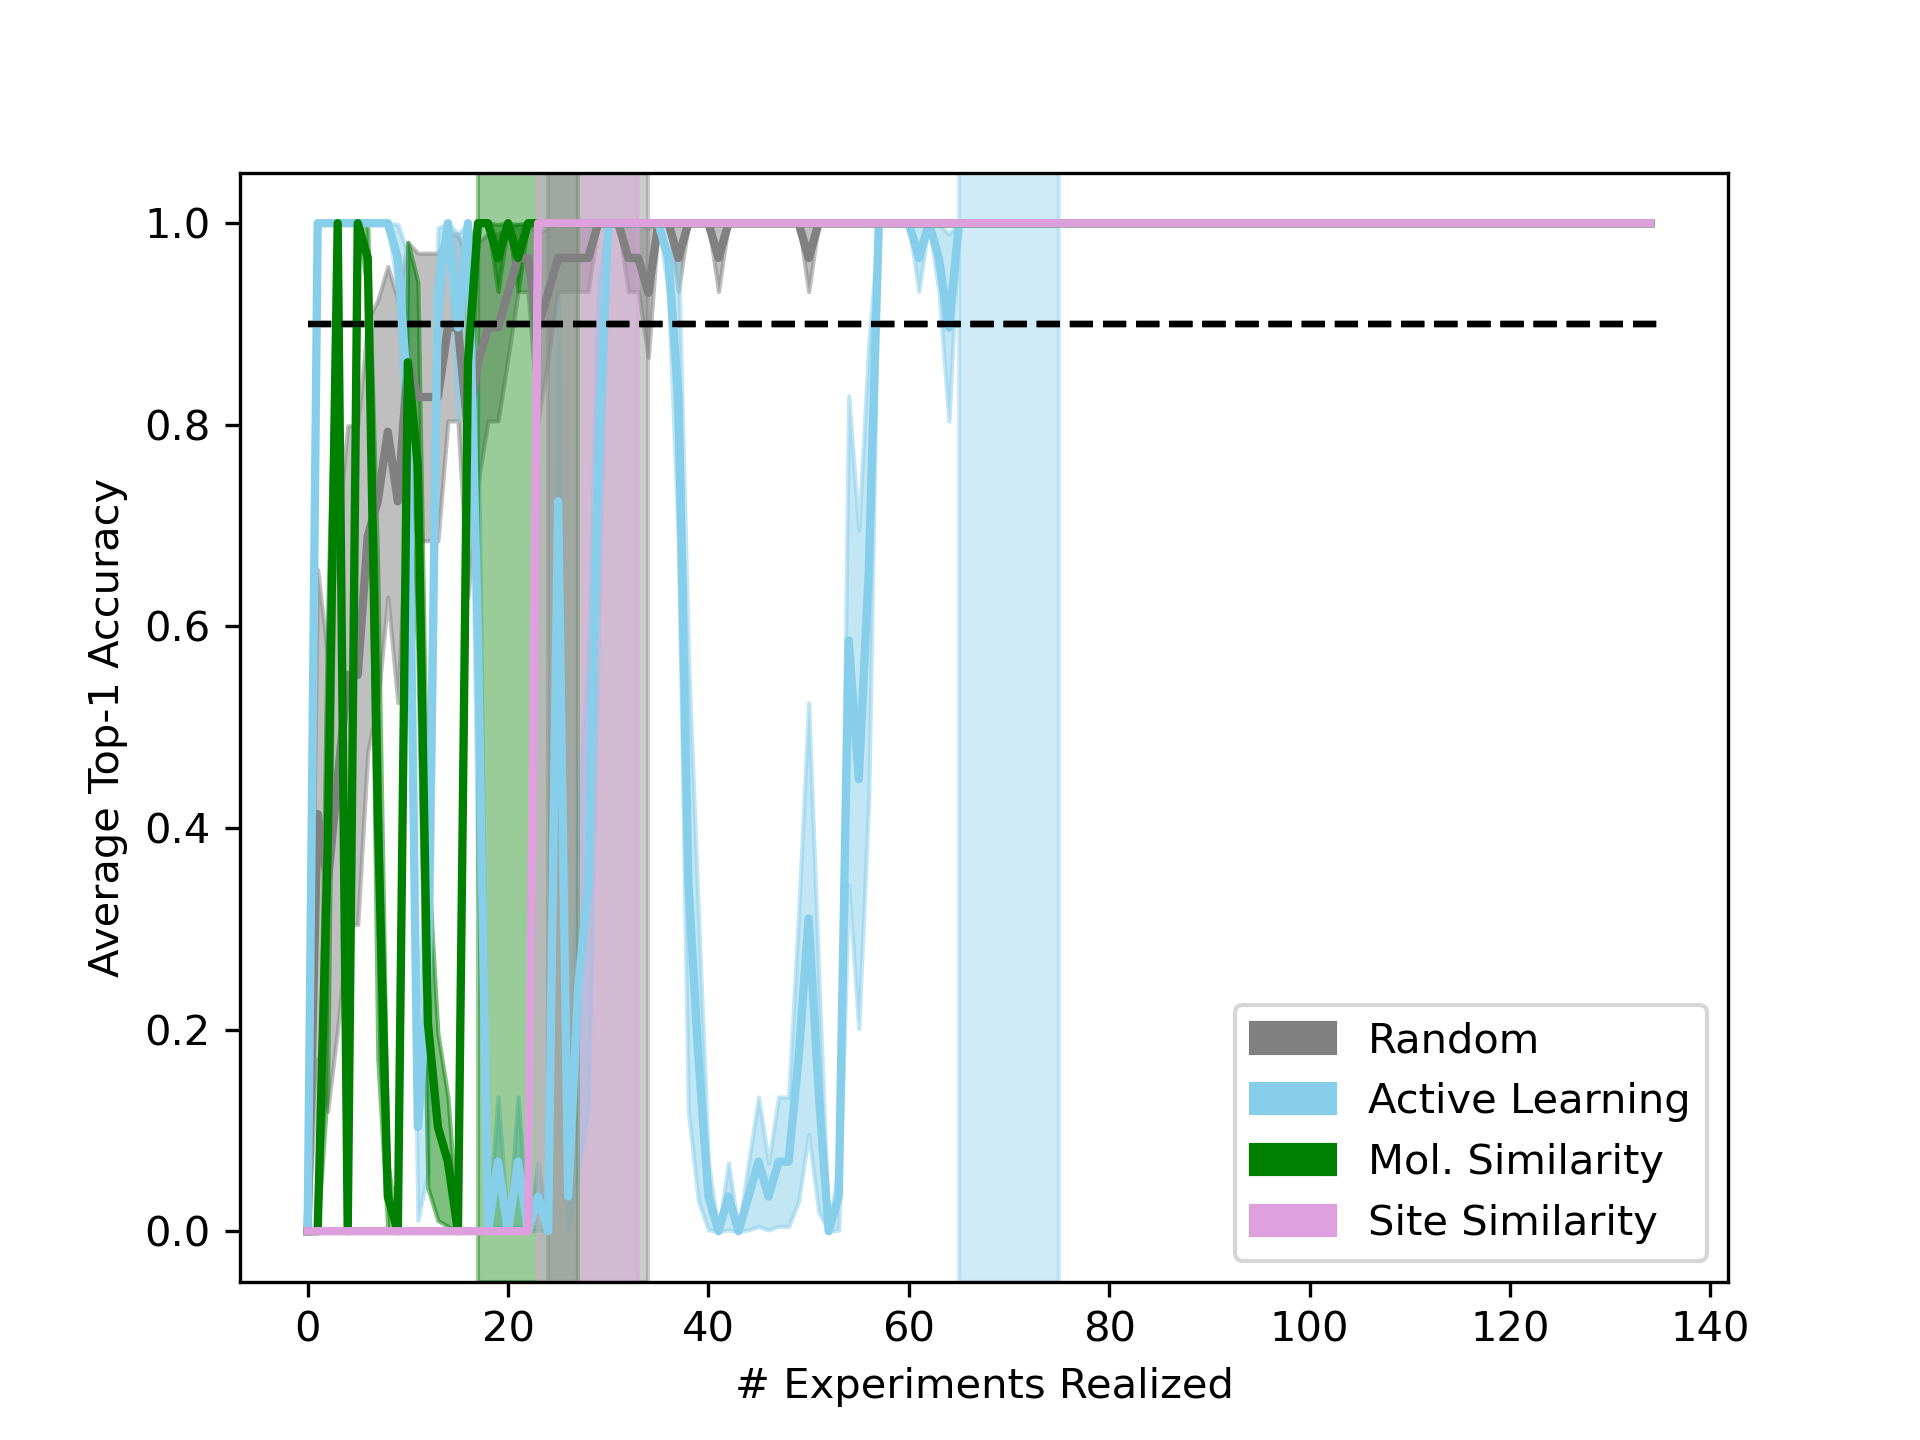 1.0
0.8
0.6
0.4
0.2
0.0
Average Top-1 Accuracy
0 20 40 60 80 100 120 140
# Experiments Realized
Random
Active Learning
Mol. Similarity
Site Similarity